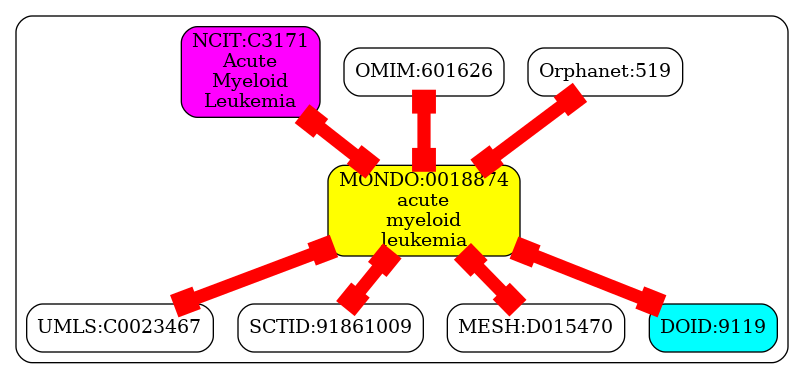 NCIT:C3171
Acute
Myeloid
Leukemia
OMIM:601626
Orphanet:519
MONDO:0018874
acute
myeloid
leukemia
UMLS:C0023467
SCTID:91861009
MESH:D015470
DOID:9119